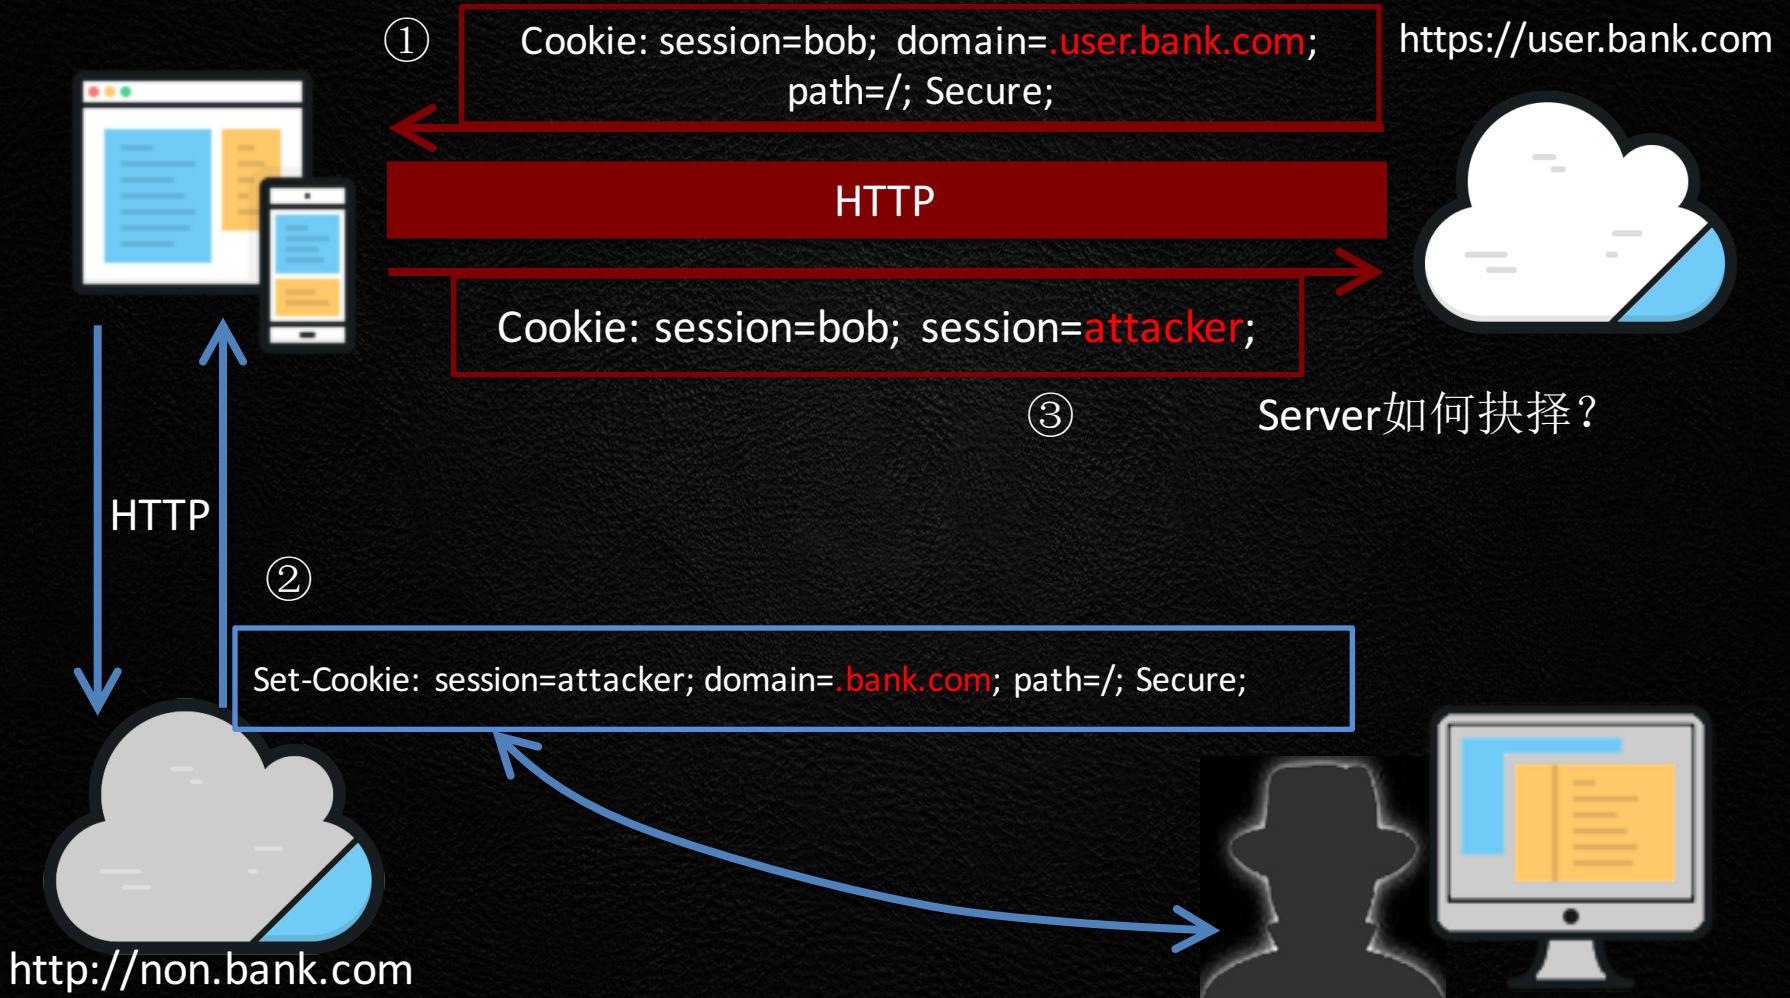 ①
Cookie: session=bob; domain=.user.bank.com;
path=/; Secure;
https://user.bank.com
HTTP
Cookie: session=bob; session=attacker;
③
Server如何抉择?
HTTP
②
Set-Cookie: session=attacker; domain=.bank.com; path=/; Secure;
http://non.bank.com